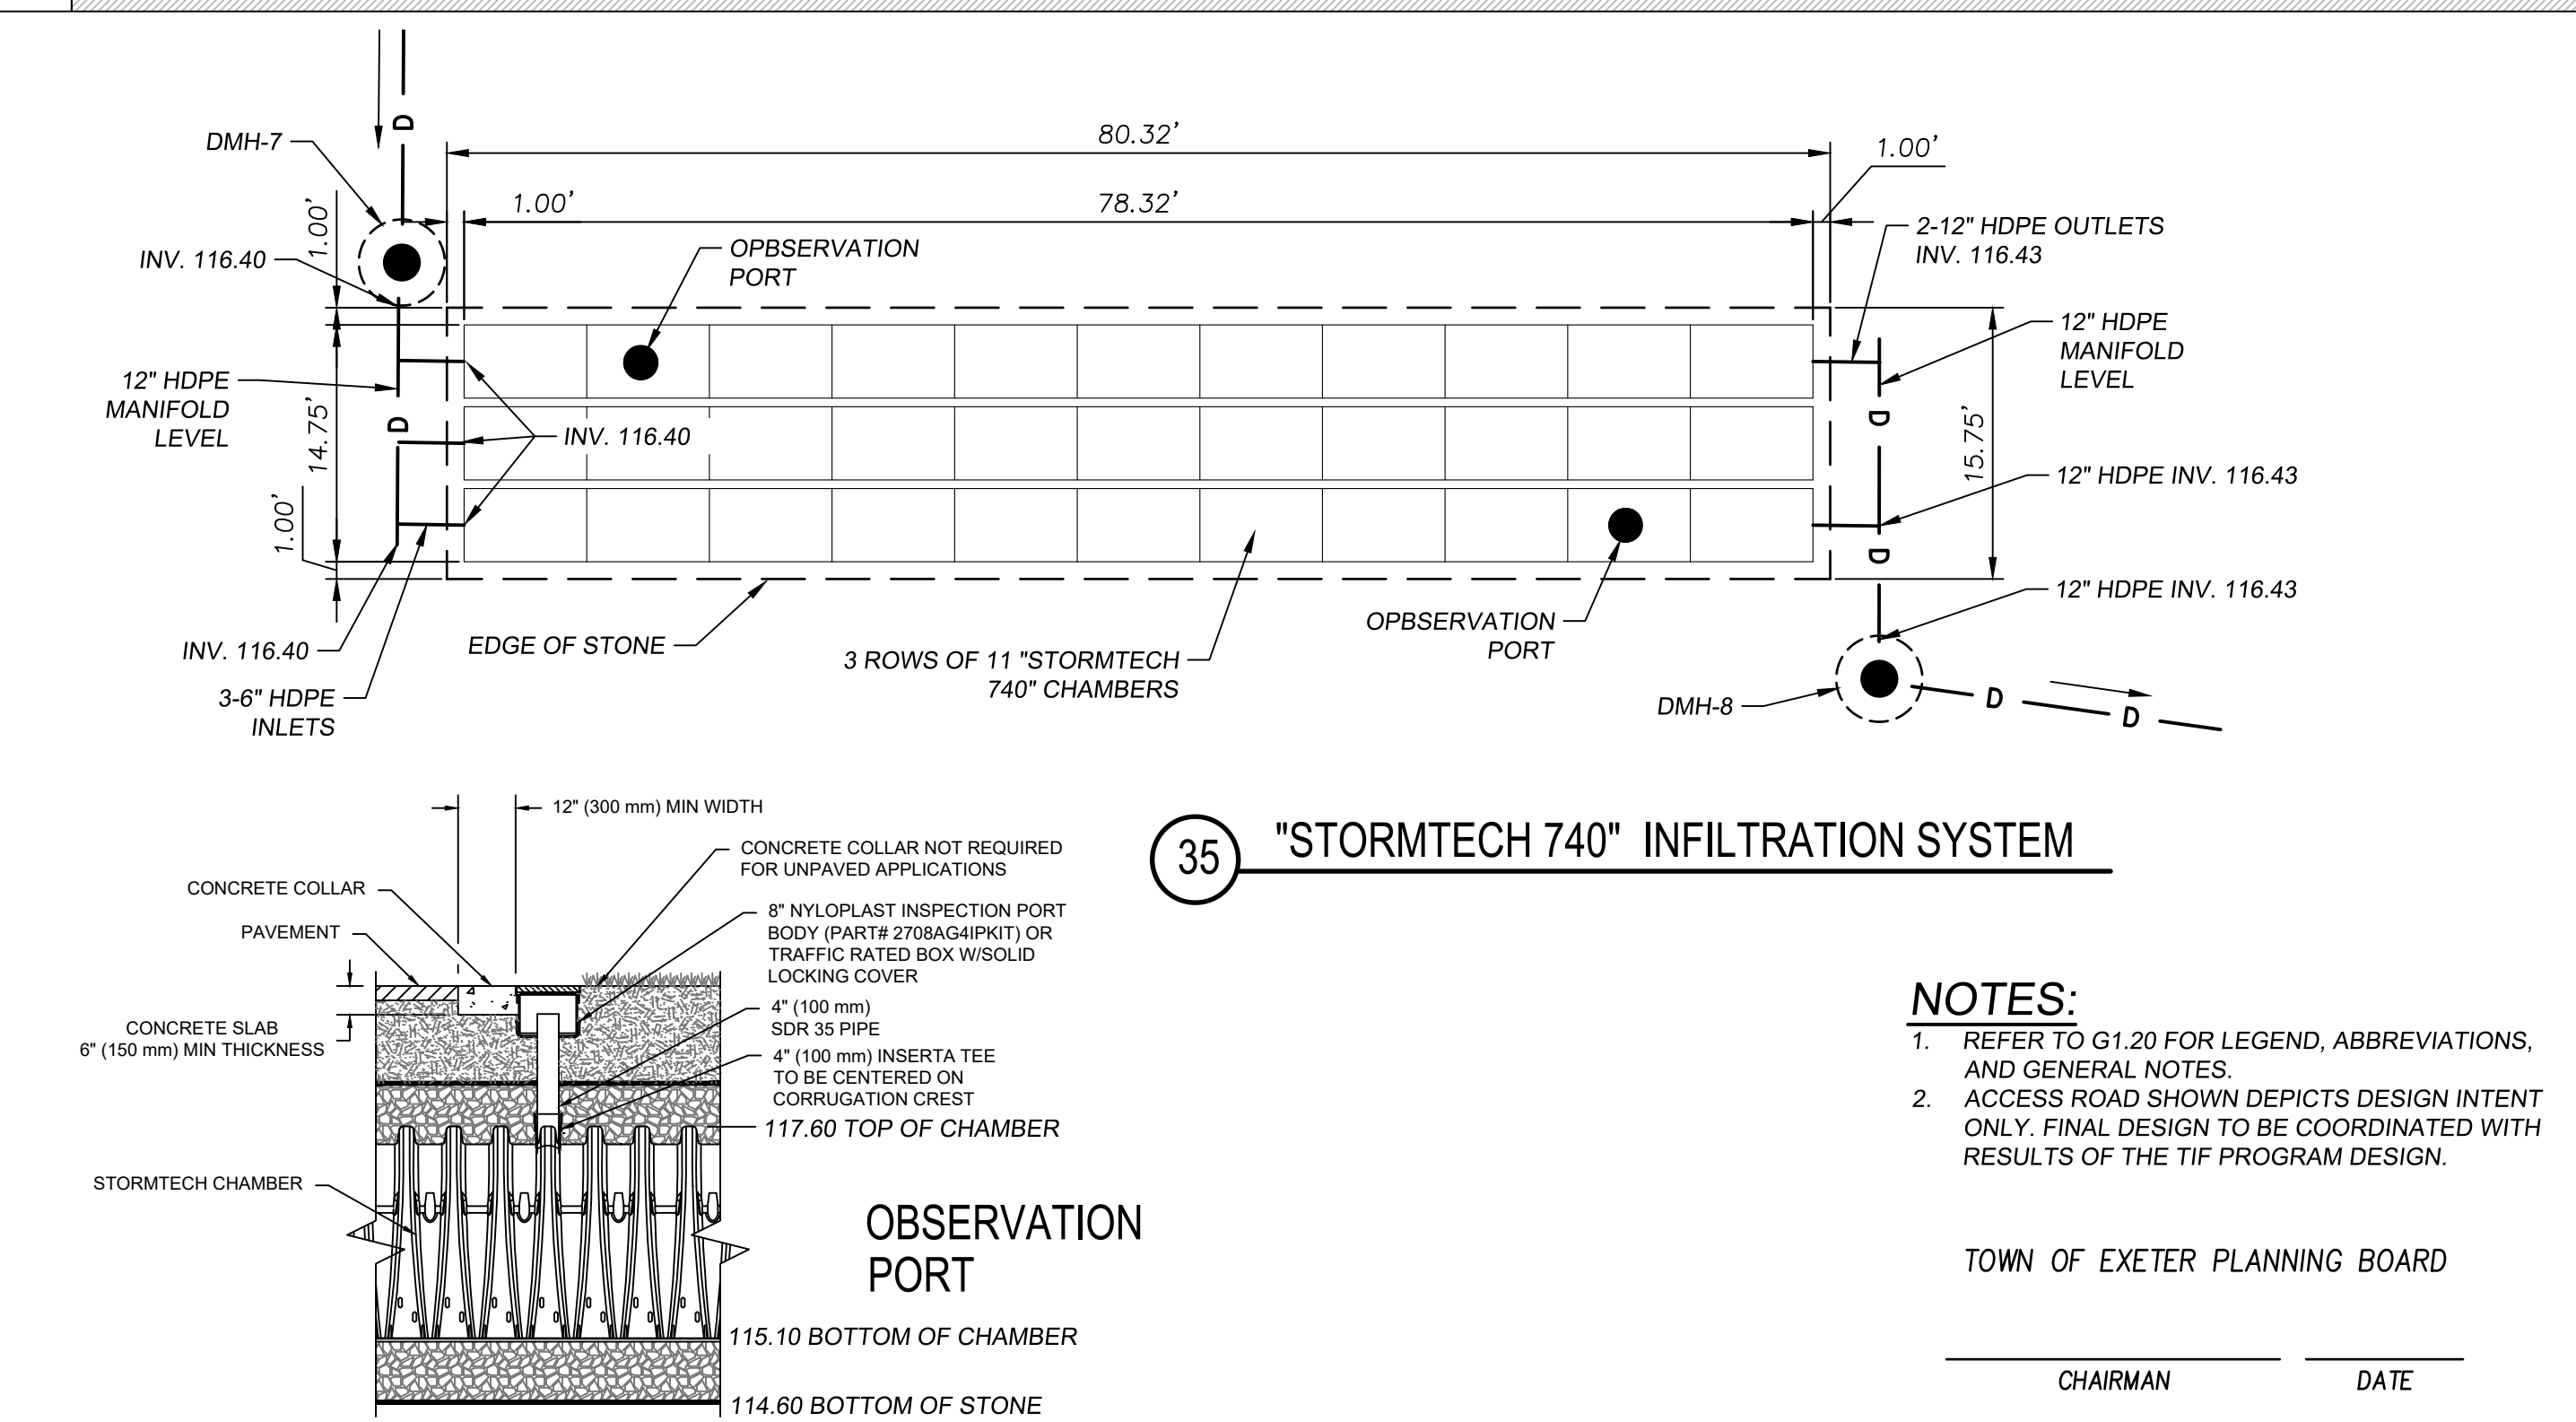 D
DMH-7
80.32’
1.00’
1.00’
78.32’
1.00’
INV. 116.40
OPBSERVATION
PORT
2-12" HDPE OUTLETS
INV. 116.43
12" HDPE
MANIFOLD
LEVEL
12" HDPE
MANIFOLD
LEVEL
D
14.75’
INV. 116.40
D
15.75’
12" HDPE INV. 116.43
1.00’
D
12" HDPE INV. 116.43
INV. 116.40
3-6" HDPE
INLETS
EDGE OF STONE
3 ROWS OF 11 "STORMTECH
740" CHAMBERS
OPBSERVATION
PORT
DMH-8
D
D
35
"STORMTECH 740" INFILTRATION SYSTEM
12" (300 mm) MIN WIDTH
CONCRETE COLLAR NOT REQUIRED
FOR UNPAVED APPLICATIONS
CONCRETE COLLAR
PAVEMENT
8" NYLOPLAST INSPECTION PORT
BODY (PART# 2708AG4IPKIT) OR
TRAFFIC RATED BOX W/SOLID
LOCKING COVER
CONCRETE SLAB
6" (150 mm) MIN THICKNESS
4" (100 mm)
SDR 35 PIPE
4" (100 mm) INSERTA TEE
TO BE CENTERED ON
CORRUGATION CREST
117.60 TOP OF CHAMBER
STORMTECH CHAMBER
OBSERVATION
PORT
115.10 BOTTOM OF CHAMBER
114.60 BOTTOM OF STONE
NOTES:
1. REFER TO G1.20 FOR LEGEND, ABBREVIATIONS,
AND GENERAL NOTES.
2. ACCESS ROAD SHOWN DEPICTS DESIGN INTENT
ONLY. FINAL DESIGN TO BE COORDINATED WITH
RESULTS OF THE TIF PROGRAM DESIGN.
TOWN OF EXETER PLANNING BOARD
CHAIRMAN
DATE